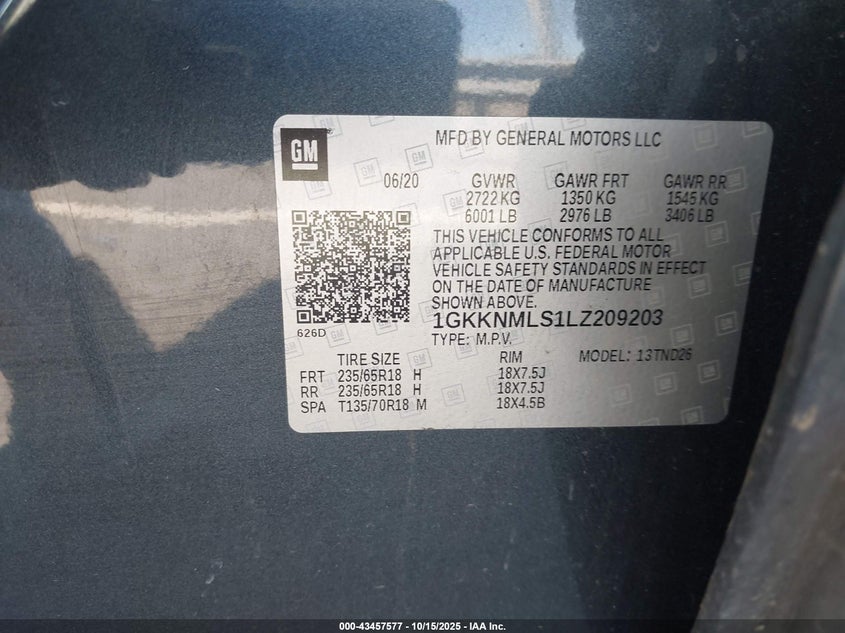 GM
MFD BY GENERAL MOTORS LLC
06/20 GVWR GAWR FRT GAWR RR
2722 KG 1350 KG 1545 KG
6001 LB 2976 LB 3406 LB
THIS VEHICLE CONFORMS TO ALL
APPLICABLE U.S. FEDERAL MOTOR
VEHICLE SAFETY STANDARDS IN EFFECT
ON THE DATE OF MANUFACTURE
SHOWN ABOVE.
626D
1GKKNMLS1LZ209203
TYPE: M.P.V. MODEL: 13TND26
TIRE SIZE RIM
FRT 235/65R18 H 18X7.5J
RR 235/65R18 H 18X7.5J
SPA T135/70R18 M 18X4.5B
000-43457577 - 10/15/2025 - IAA Inc.